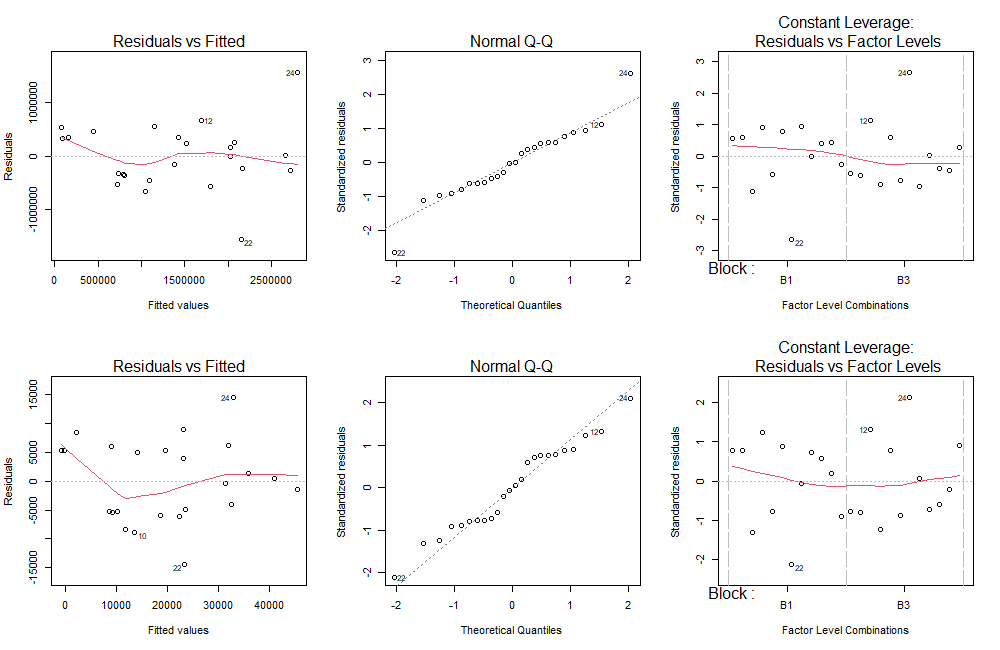 Residuals vs Fitted
Residuals
1000000
0
-1000000
24
12
22
0 500000 1500000 2500000
Fitted values
Normal Q-Q
Standardized residuals
3
2
1
0
-1
-2
24
12
22
-2 -1 0 1 2
Theoretical Quantiles
Constant Leverage:
Residuals vs Factor Levels
Standardized residuals
3
2
1
0
-1
-2
-3
24
12
22
Block :
B1 B3
Factor Level Combinations
Residuals vs Fitted
Residuals
15000
5000
0
-5000
-15000
24
10
22
0 10000 20000 30000 40000
Fitted values
Normal Q-Q
Standardized residuals
2
1
0
-1
-2
24
12
22
-2 -1 0 1 2
Theoretical Quantiles
Constant Leverage:
Residuals vs Factor Levels
Standardized residuals
2
1
0
-1
-2
24
12
22
Block :
B1 B3
Factor Level Combinations